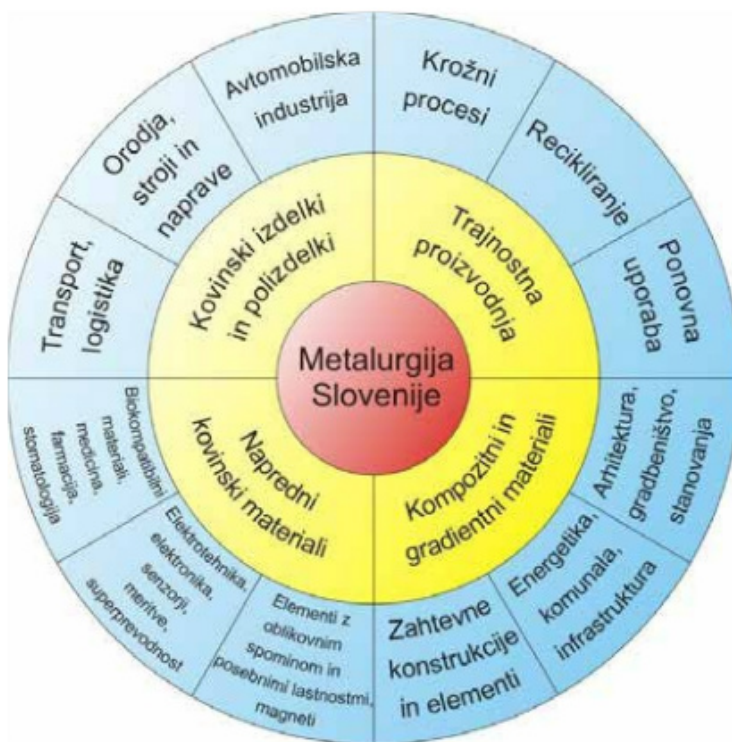 Metalurgija
Slovenije
Kovinski izdelki
in polizdelki
Trajnostna
proizvodnja
Kompozitni in
gradientni materiali
Napredni
kovinski materiali
Transport,
logistika
Orodja,
stroji in
naprave
Avtomobilska
industrija
Krožni
procesi
Recikliranje
Ponovna
uporaba
Arhitektura,
gradbeništvo,
stanovanja
Energetika,
komunala,
infrastruktura
Zahtevne
konstrukcije
in elementi
Elementi z
oblikovnim
spominom in
posebnimi lastnostmi,
magneti
Elektrotehnika,
elektronika,
senzorji,
meritve,
superprevodnost
Biokompatibilni
materiali,
medicina,
farmacija,
stomatologija